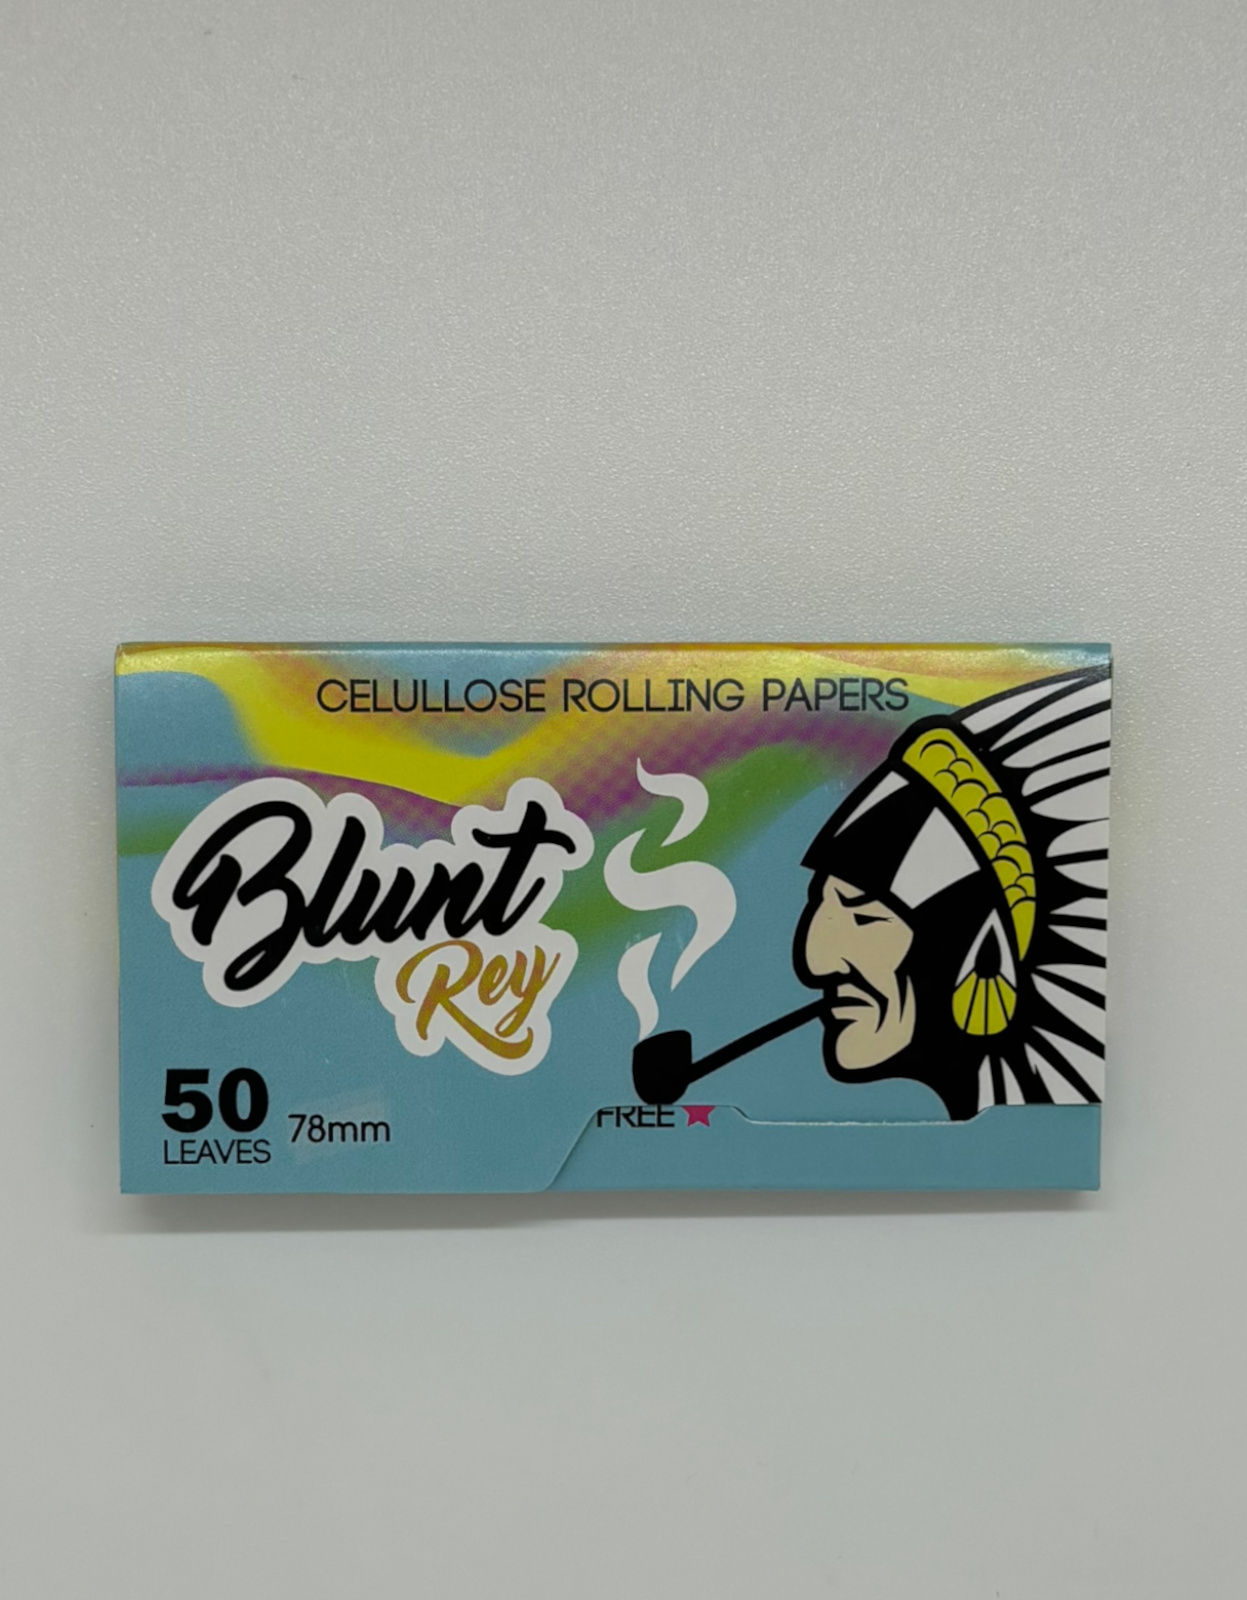 CELULLOSE ROLLING PAPERS
Blunt
Rey
50
LEAVES
78mm
FREE